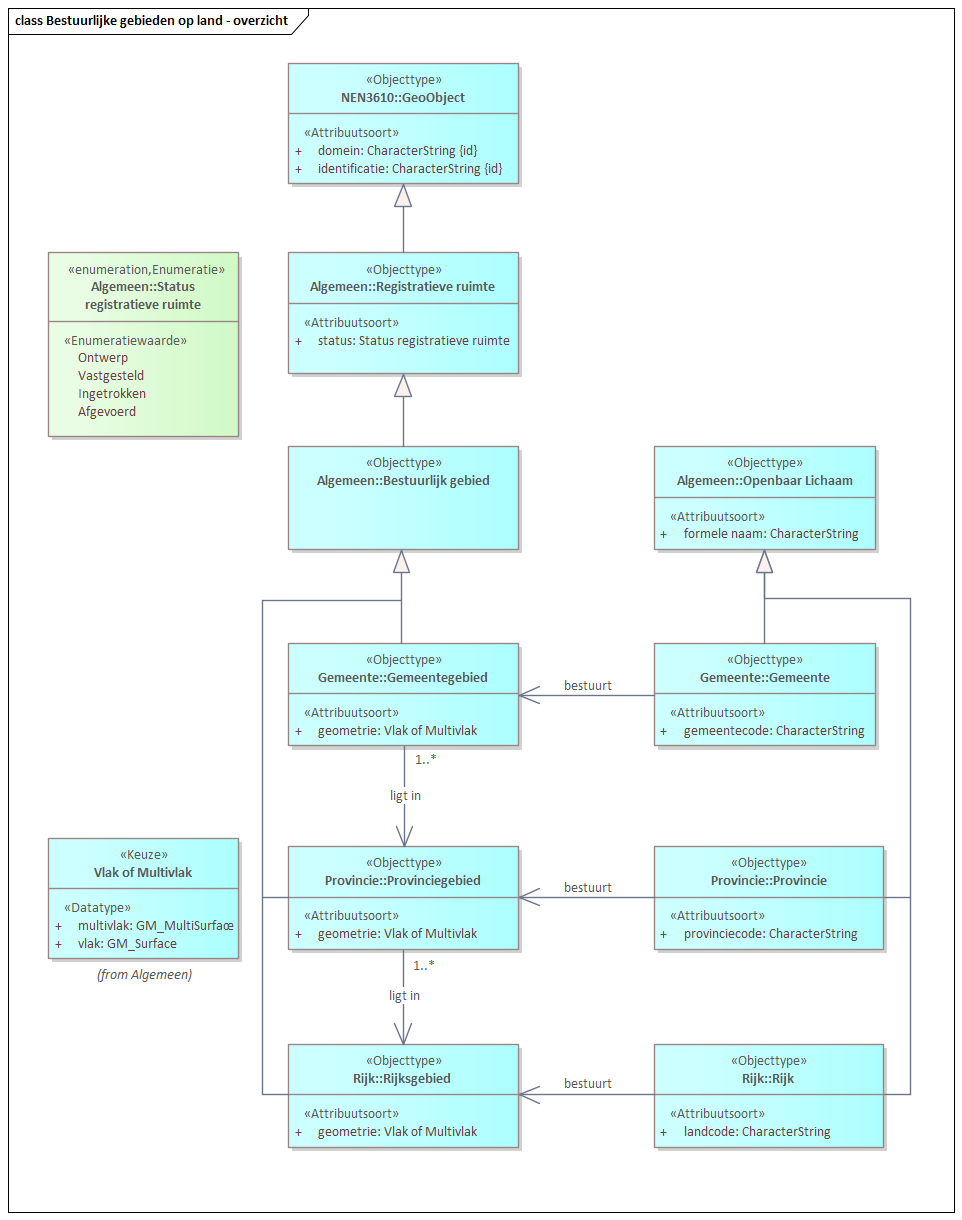 class Bestuurlijke gebieden op land - overzicht
«Objecttype»
NEN3610::GeoObject
«Attribuutsoort»
+ domein: CharacterString {id}
+ identificatie: CharacterString {id}
«enumeration,Enumeratie»
Algemeen::Status
registratieve ruimte
«Enumeratiewaarde»
Ontwerp
Vastgesteld
Ingetrokken
Afgevoerd
«Objecttype»
Algemeen::Registratieve ruimte
«Attribuutsoort»
+ status: Status registratieve ruimte
«Objecttype»
Algemeen::Bestuurlijk gebied
«Objecttype»
Algemeen::Openbaar Lichaam
«Attribuutsoort»
+ formele naam: CharacterString
«Objecttype»
Gemeente::Gemeentegebied
«Attribuutsoort»
+ geometrie: Vlak of Multivlak
bestuurt
«Objecttype»
Gemeente::Gemeente
«Attribuutsoort»
+ gemeentecode: CharacterString
1..*
ligt in
«Keuze»
Vlak of Multivlak
«Datatype»
+ multivlak: GM_MultiSurface
+ vlak: GM_Surface
(from Algemeen)
«Objecttype»
Provincie::Provinciegebied
«Attribuutsoort»
+ geometrie: Vlak of Multivlak
bestuurt
«Objecttype»
Provincie::Provincie
«Attribuutsoort»
+ provinciecode: CharacterString
1..*
ligt in
«Objecttype»
Rijk::Rijksgebied
«Attribuutsoort»
+ geometrie: Vlak of Multivlak
bestuurt
«Objecttype»
Rijk::Rijk
«Attribuutsoort»
+ landcode: CharacterString